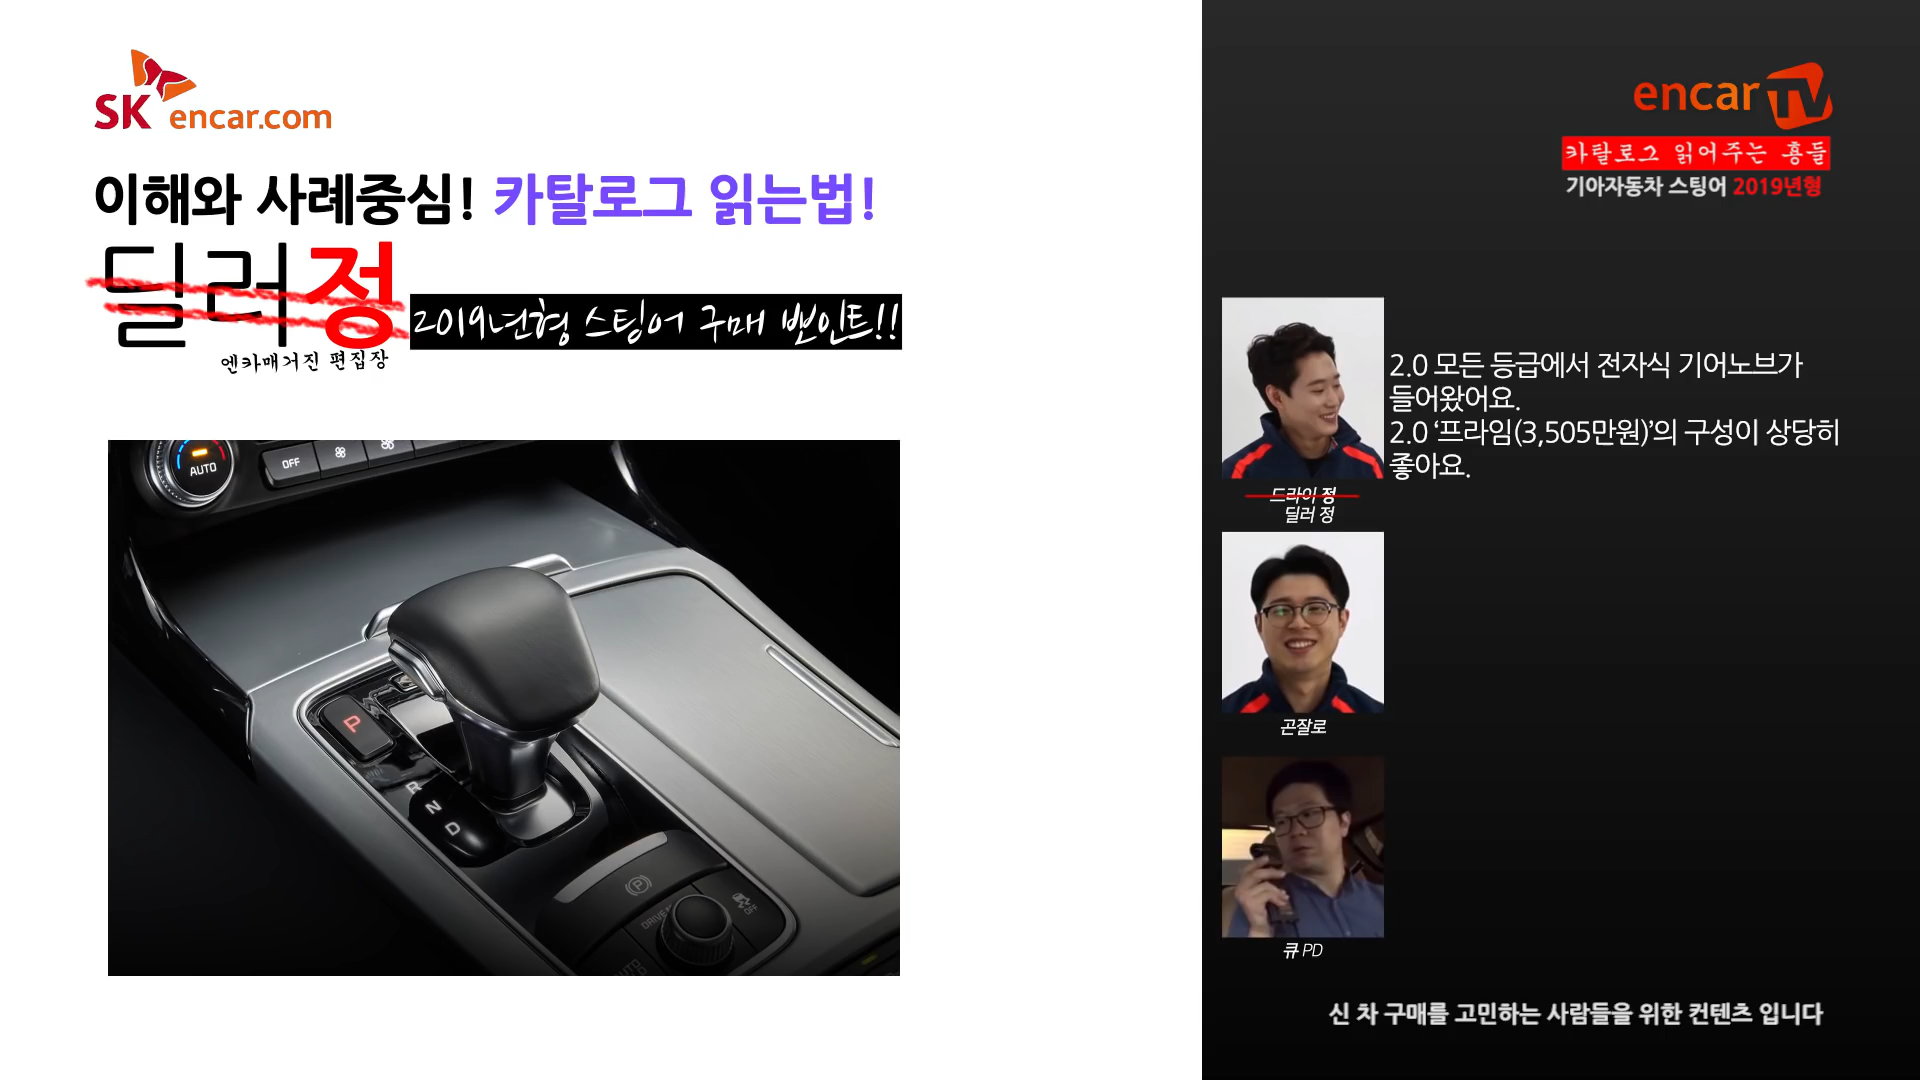 SK encar.com
이해와 사례중심! 카탈로그 읽는법!
딜러정
2019년형 스팅어 구매 뽀인트!!
엔카매거진 편집장
AUTO
OFF
P
R
N
D
DRIVE
OFF
AUTO
encar TV
카탈로그 읽어주는 횽들
기아자동차 스팅어 2019년형
2.0 모든 등급에서 전자식 기어노브가
들어왔어요.
2.0 ‘프라임(3,505만원)’의 구성이 상당히
좋아요.
드라이 정
딜러 정
곤잘로
큐 PD
신 차 구매를 고민하는 사람들을 위한 컨텐츠 입니다